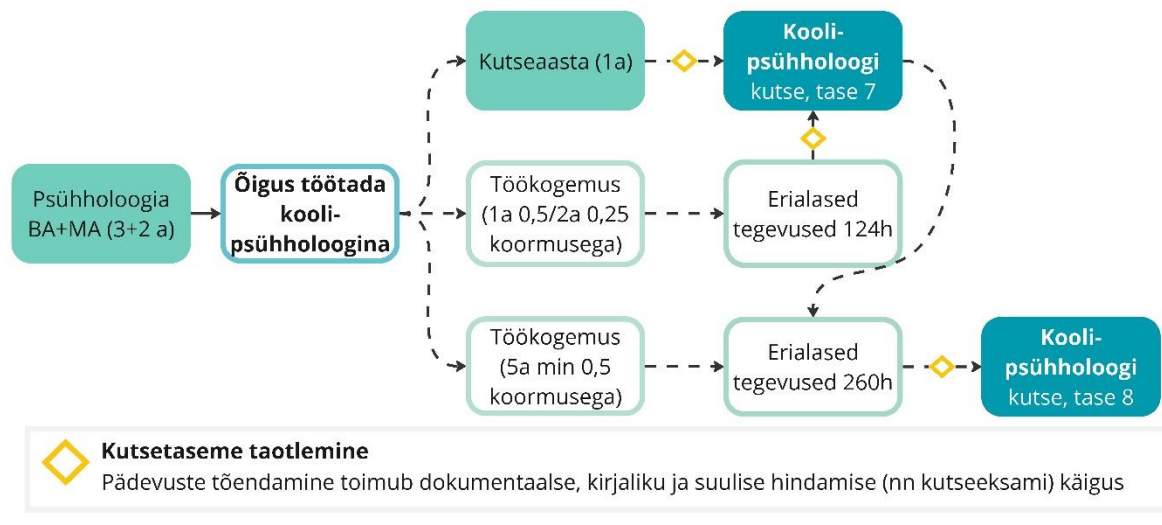 Psühholoogia
BA+MA (3+2 a)
Õigus töötada
kooli-
psühholoogina
Kutseaasta (1a)
Kooli-
psühholoogi
kutse, tase 7
Töökogemus
(1a 0,5/2a 0,25
koormusega)
Erialased
tegevused 124h
Töökogemus
(5a min 0,5
koormusega)
Erialased
tegevused 260h
Kooli-
psühholoogi
kutse, tase 8
Kutsetaseme taotlemine
Pädevuste tõendamine toimub dokumentaalse, kirjaliku ja suulise hindamise (nn kutseeksami) käigus